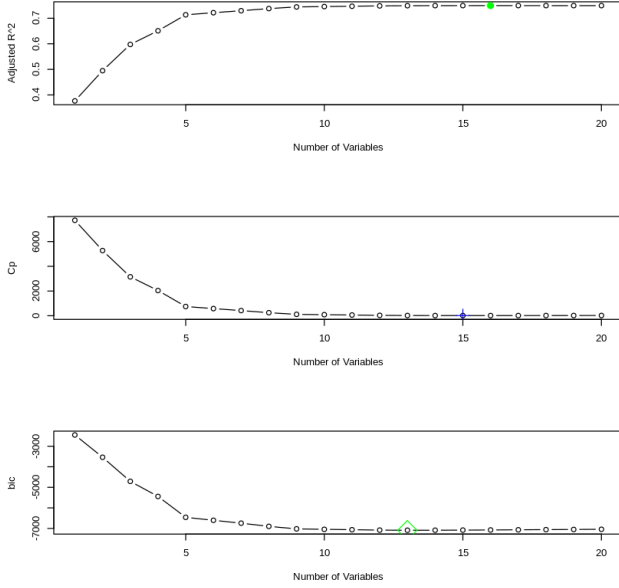 Adjusted R^2
0.4 0.5 0.6 0.7
5 10 15 20
Number of Variables
Cp
0 2000 6000
5 10 15 20
Number of Variables
bic
-7000 -5000 -3000
5 10 15 20
Number of Variables